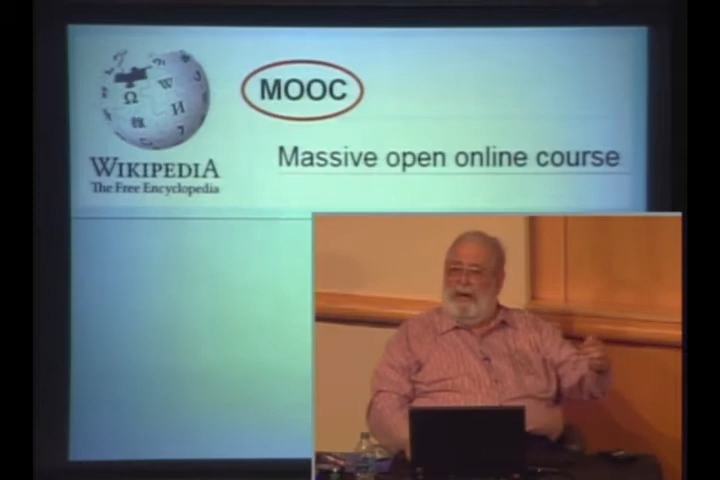 MOOC
Massive open online course
WIKIPEDIA
The Free Encyclopedia
Ω
W
И